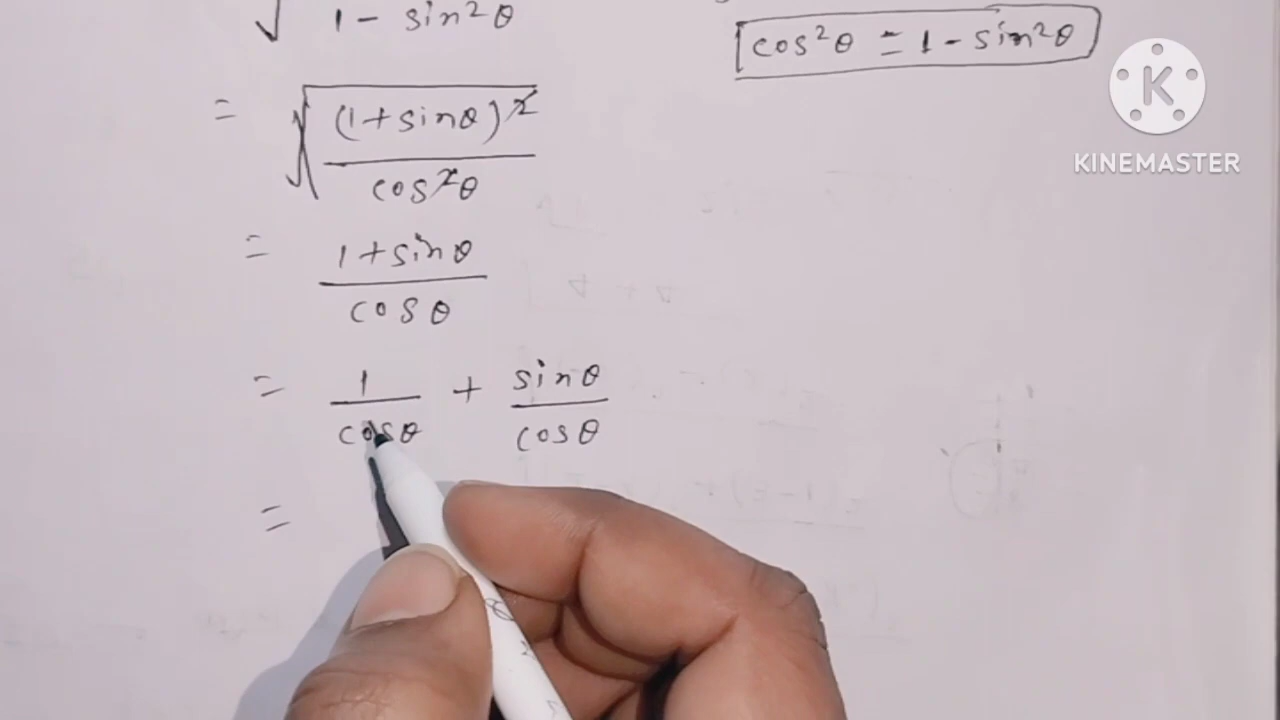 √ 1 - sin²θ
cos²θ = 1 - sin²θ
= √((1+sinθ)²/cos²θ)
= (1+sinθ)/cosθ
= 1/cosθ + sinθ/cosθ
=
K
KINEMASTER